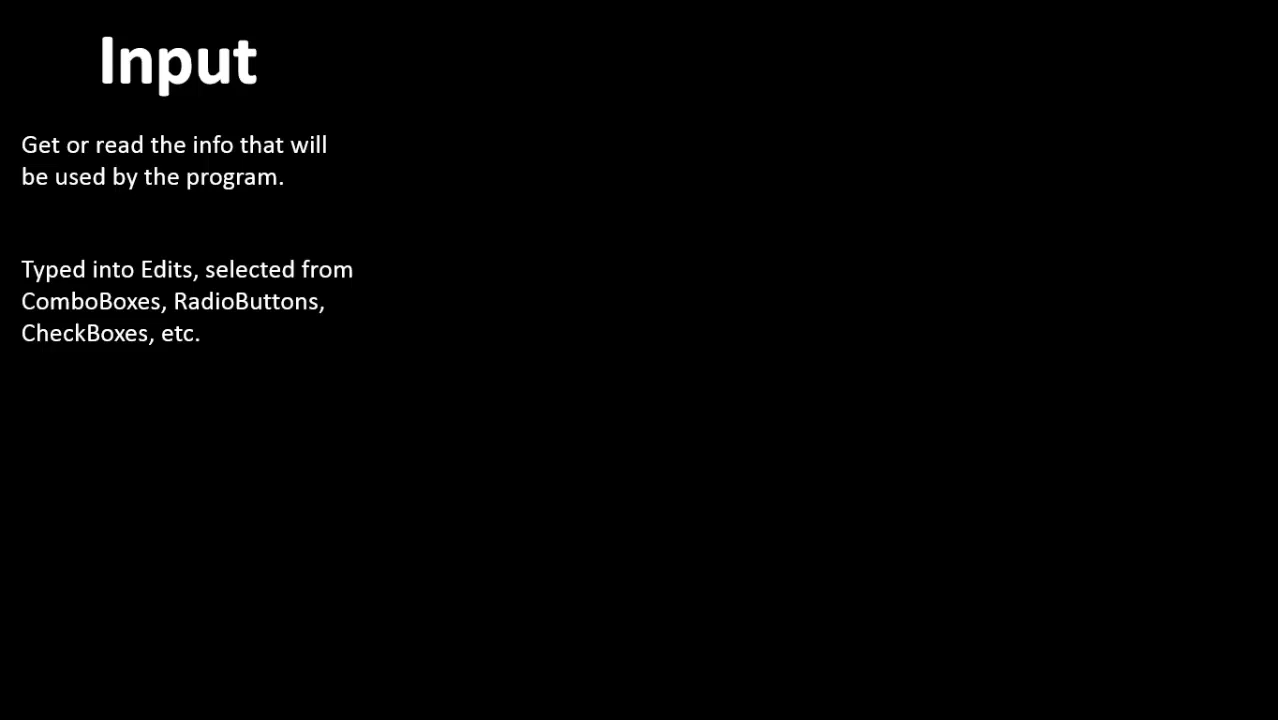 Input
Get or read the info that will
be used by the program.
Typed into Edits, selected from
ComboBoxes, RadioButtons,
CheckBoxes, etc.